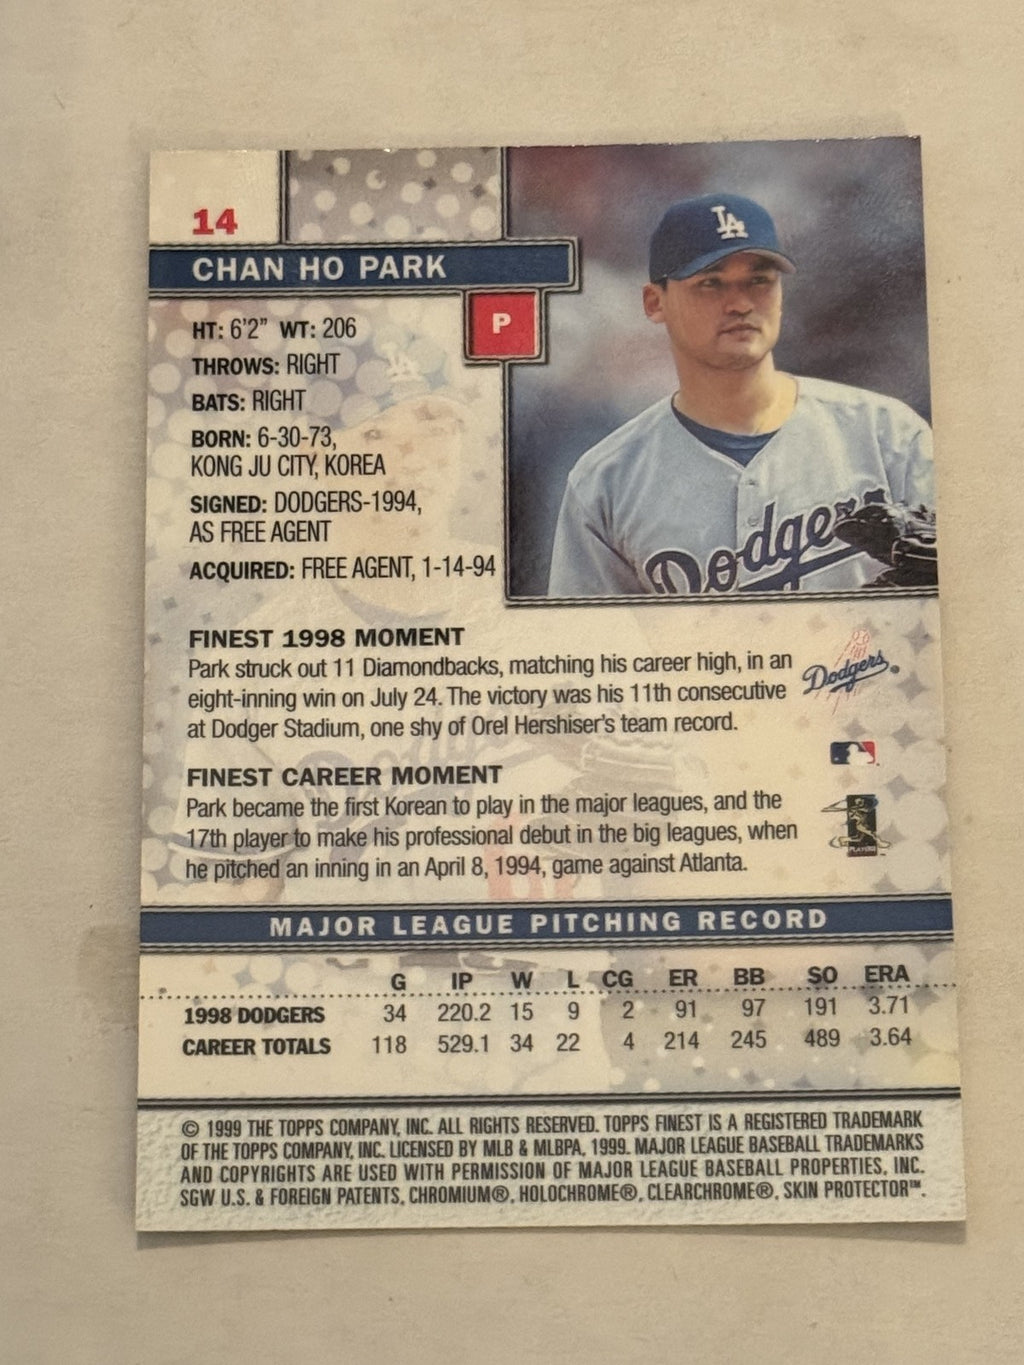 14
CHAN HO PARK
P
HT: 6'2" WT: 206
THROWS: RIGHT
BATS: RIGHT
BORN: 6-30-73,
KONG JU CITY, KOREA
SIGNED: DODGERS-1994,
AS FREE AGENT
ACQUIRED: FREE AGENT, 1-14-94
LA
Dodgers
FINEST 1998 MOMENT
Park struck out 11 Diamondbacks, matching his career high, in an
eight-inning win on July 24. The victory was his 11th consecutive
at Dodger Stadium, one shy of Orel Hershiser's team record.
Dodgers
FINEST CAREER MOMENT
Park became the first Korean to play in the major leagues, and the
17th player to make his professional debut in the big leagues, when
he pitched an inning in an April 8, 1994, game against Atlanta.
PLAYERS
MAJOR LEAGUE PITCHING RECORD
G IP W L CG ER BB SO ERA
1998 DODGERS 34 220.2 15 9 2 91 97 191 3.71
CAREER TOTALS 118 529.1 34 22 4 214 245 489 3.64
© 1999 THE TOPPS COMPANY, INC. ALL RIGHTS RESERVED. TOPPS FINEST IS A REGISTERED TRADEMARK
OF THE TOPPS COMPANY, INC. LICENSED BY MLB & MLBPA, 1999. MAJOR LEAGUE BASEBALL TRADEMARKS
AND COPYRIGHTS ARE USED WITH PERMISSION OF MAJOR LEAGUE BASEBALL PROPERTIES, INC.
SGW U.S. & FOREIGN PATENTS, CHROMIUM®, HOLOCHROME®, CLEARCHROME®, SKIN PROTECTOR™.